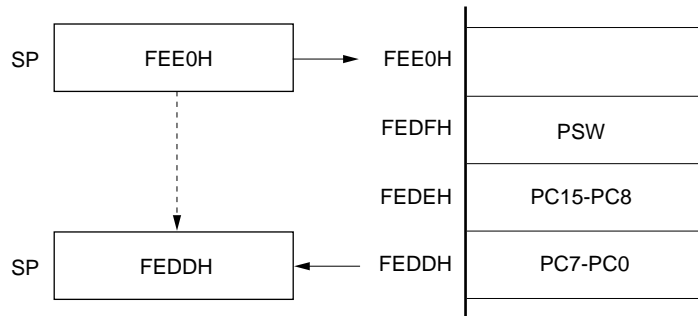 SP FEE0H FEE0H
FEDFH PSW
FEDEH PC15-PC8
SP FEDDH FEDDH PC7-PC0